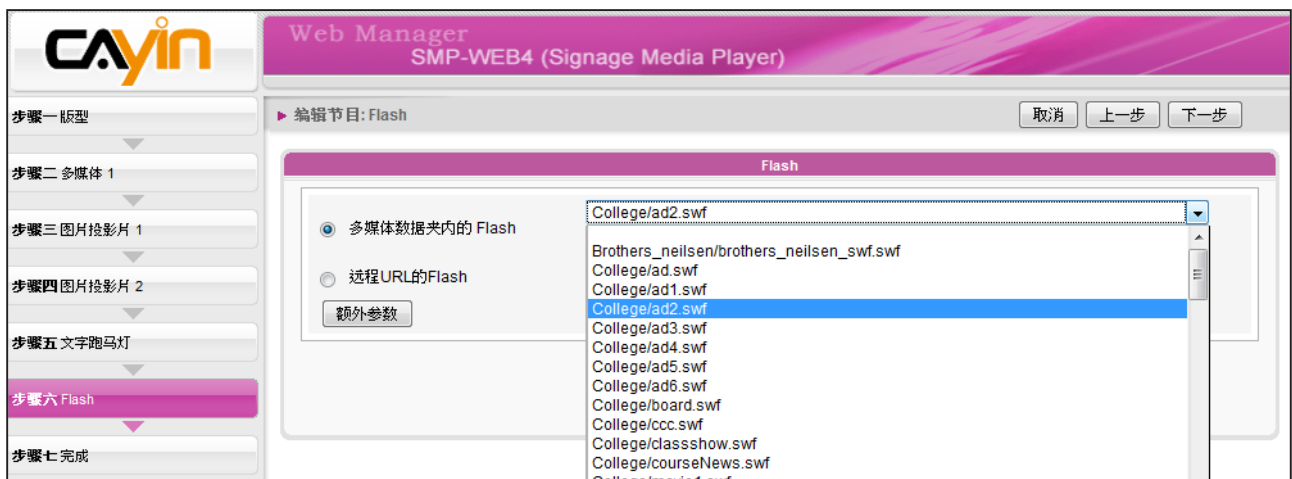 CAYIN
Web Manager
SMP-WEB4 (Signage Media Player)
步骤一 版型
步骤二 多媒体 1
步骤三 图片投影片 1
步骤四 图片投影片 2
步骤五 文字跑马灯
步骤六 Flash
步骤七 完成
编辑节目: Flash
取消
上一步
下一步
Flash
多媒体数据夹内的 Flash
College/ad2.swf
远程URL的Flash
额外参数
Brothers_neilsen/brothers_neilsen_swf.swf
College/ad.swf
College/ad1.swf
College/ad2.swf
College/ad3.swf
College/ad4.swf
College/ad5.swf
College/ad6.swf
College/board.swf
College/ccc.swf
College/classshow.swf
College/courseNews.swf